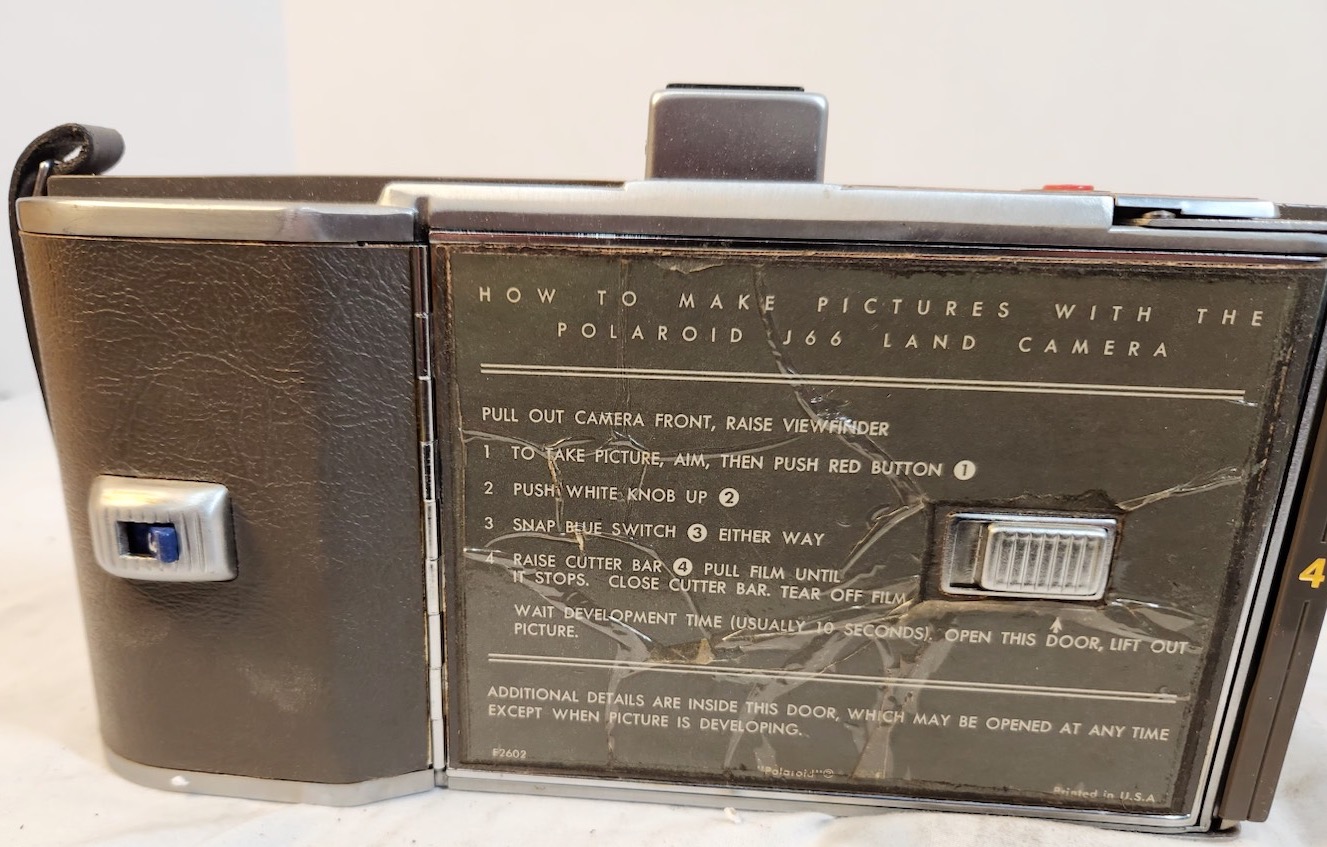 HOW TO MAKE PICTURES WITH THE
POLAROID J66 LAND CAMERA
PULL OUT CAMERA FRONT, RAISE VIEWFINDER
1 TO TAKE PICTURE, AIM, THEN PUSH RED BUTTON 1
2 PUSH WHITE KNOB UP 2
3 SNAP BLUE SWITCH 3 EITHER WAY
4 RAISE CUTTER BAR 4 PULL FILM UNTIL
IT STOPS. CLOSE CUTTER BAR. TEAR OFF FILM
WAIT DEVELOPMENT TIME (USUALLY 10 SECONDS). OPEN THIS DOOR, LIFT OUT
PICTURE.
ADDITIONAL DETAILS ARE INSIDE THIS DOOR, WHICH MAY BE OPENED AT ANY TIME
EXCEPT WHEN PICTURE IS DEVELOPING.
F2602
"Polaroid"®
Printed in U.S.A
4